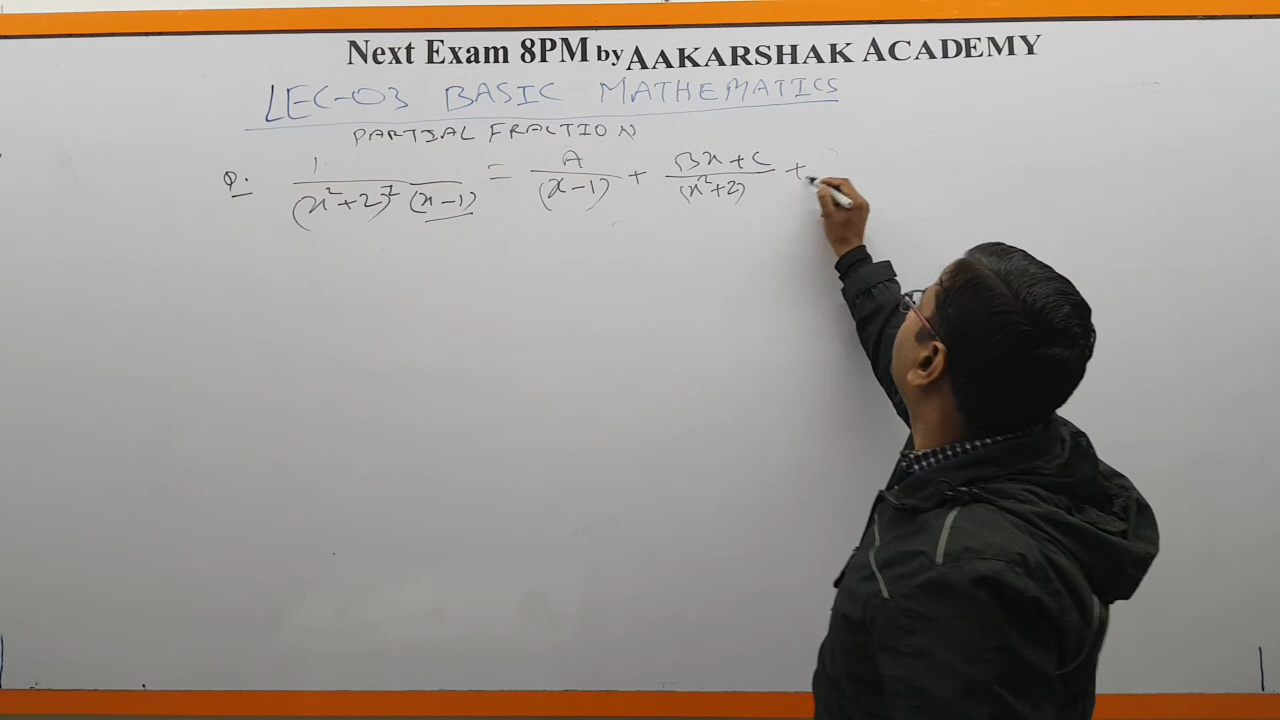 Next Exam 8PM by AAKARSHAK ACADEMY
LEC-03 BASIC MATHEMATICS
PARTIAL FRACTION
Q. 1/((x²+2)² (x-1)) = A/(x-1) + (Bx+C)/(x²+2) +